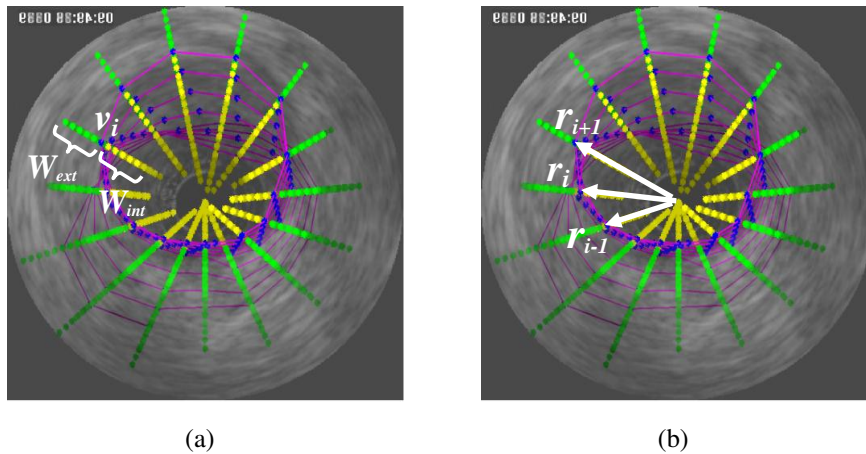 v_i
W_ext
W_int
r_{i+1}
r_i
r_{i-1}
(a) (b)